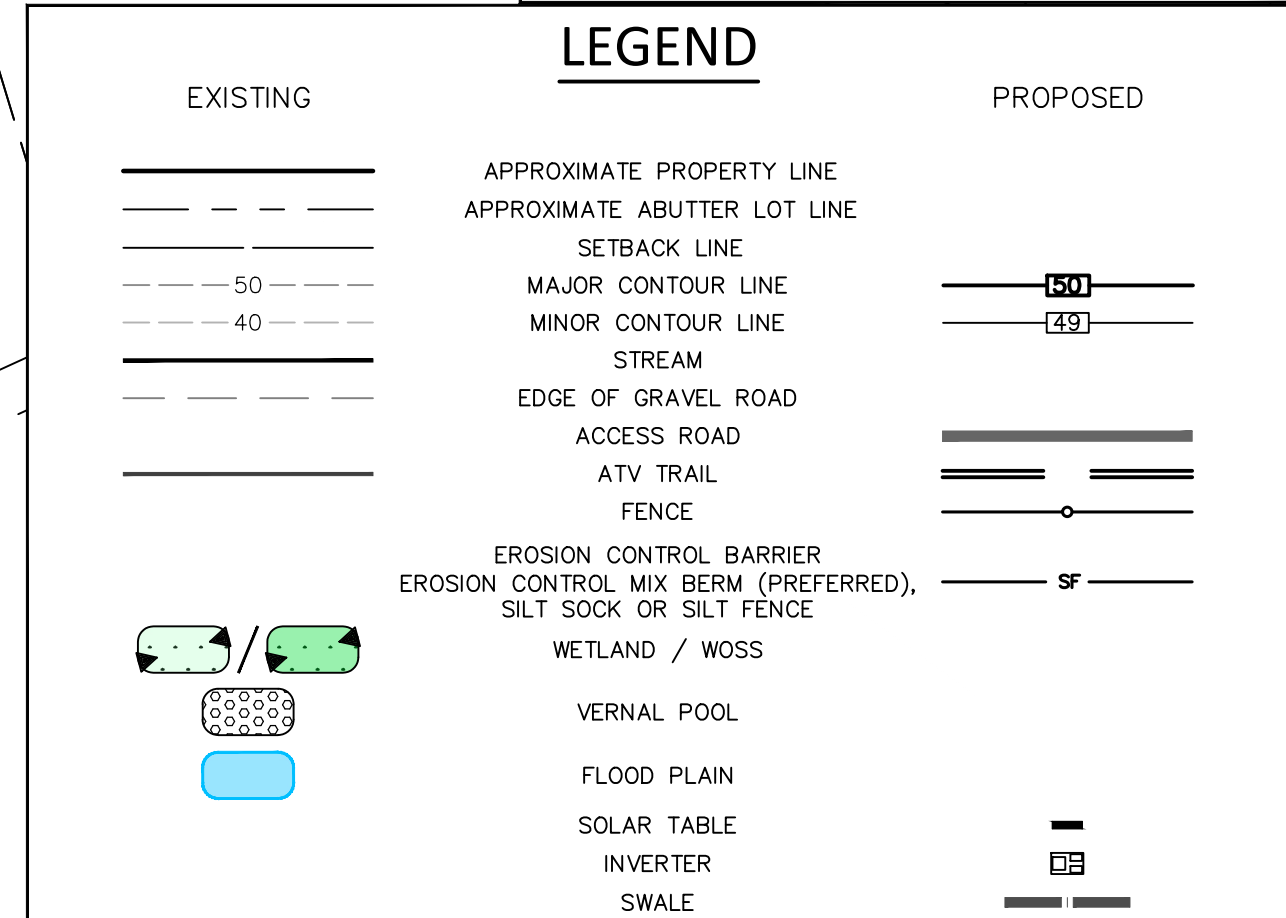 LEGEND
EXISTING PROPOSED
APPROXIMATE PROPERTY LINE
APPROXIMATE ABUTTER LOT LINE
SETBACK LINE
50 MAJOR CONTOUR LINE 50
40 MINOR CONTOUR LINE 49
STREAM
EDGE OF GRAVEL ROAD
ACCESS ROAD
ATV TRAIL
FENCE
EROSION CONTROL BARRIER
EROSION CONTROL MIX BERM (PREFERRED), SF
SILT SOCK OR SILT FENCE
WETLAND / WOSS
VERNAL POOL
FLOOD PLAIN
SOLAR TABLE
INVERTER
SWALE